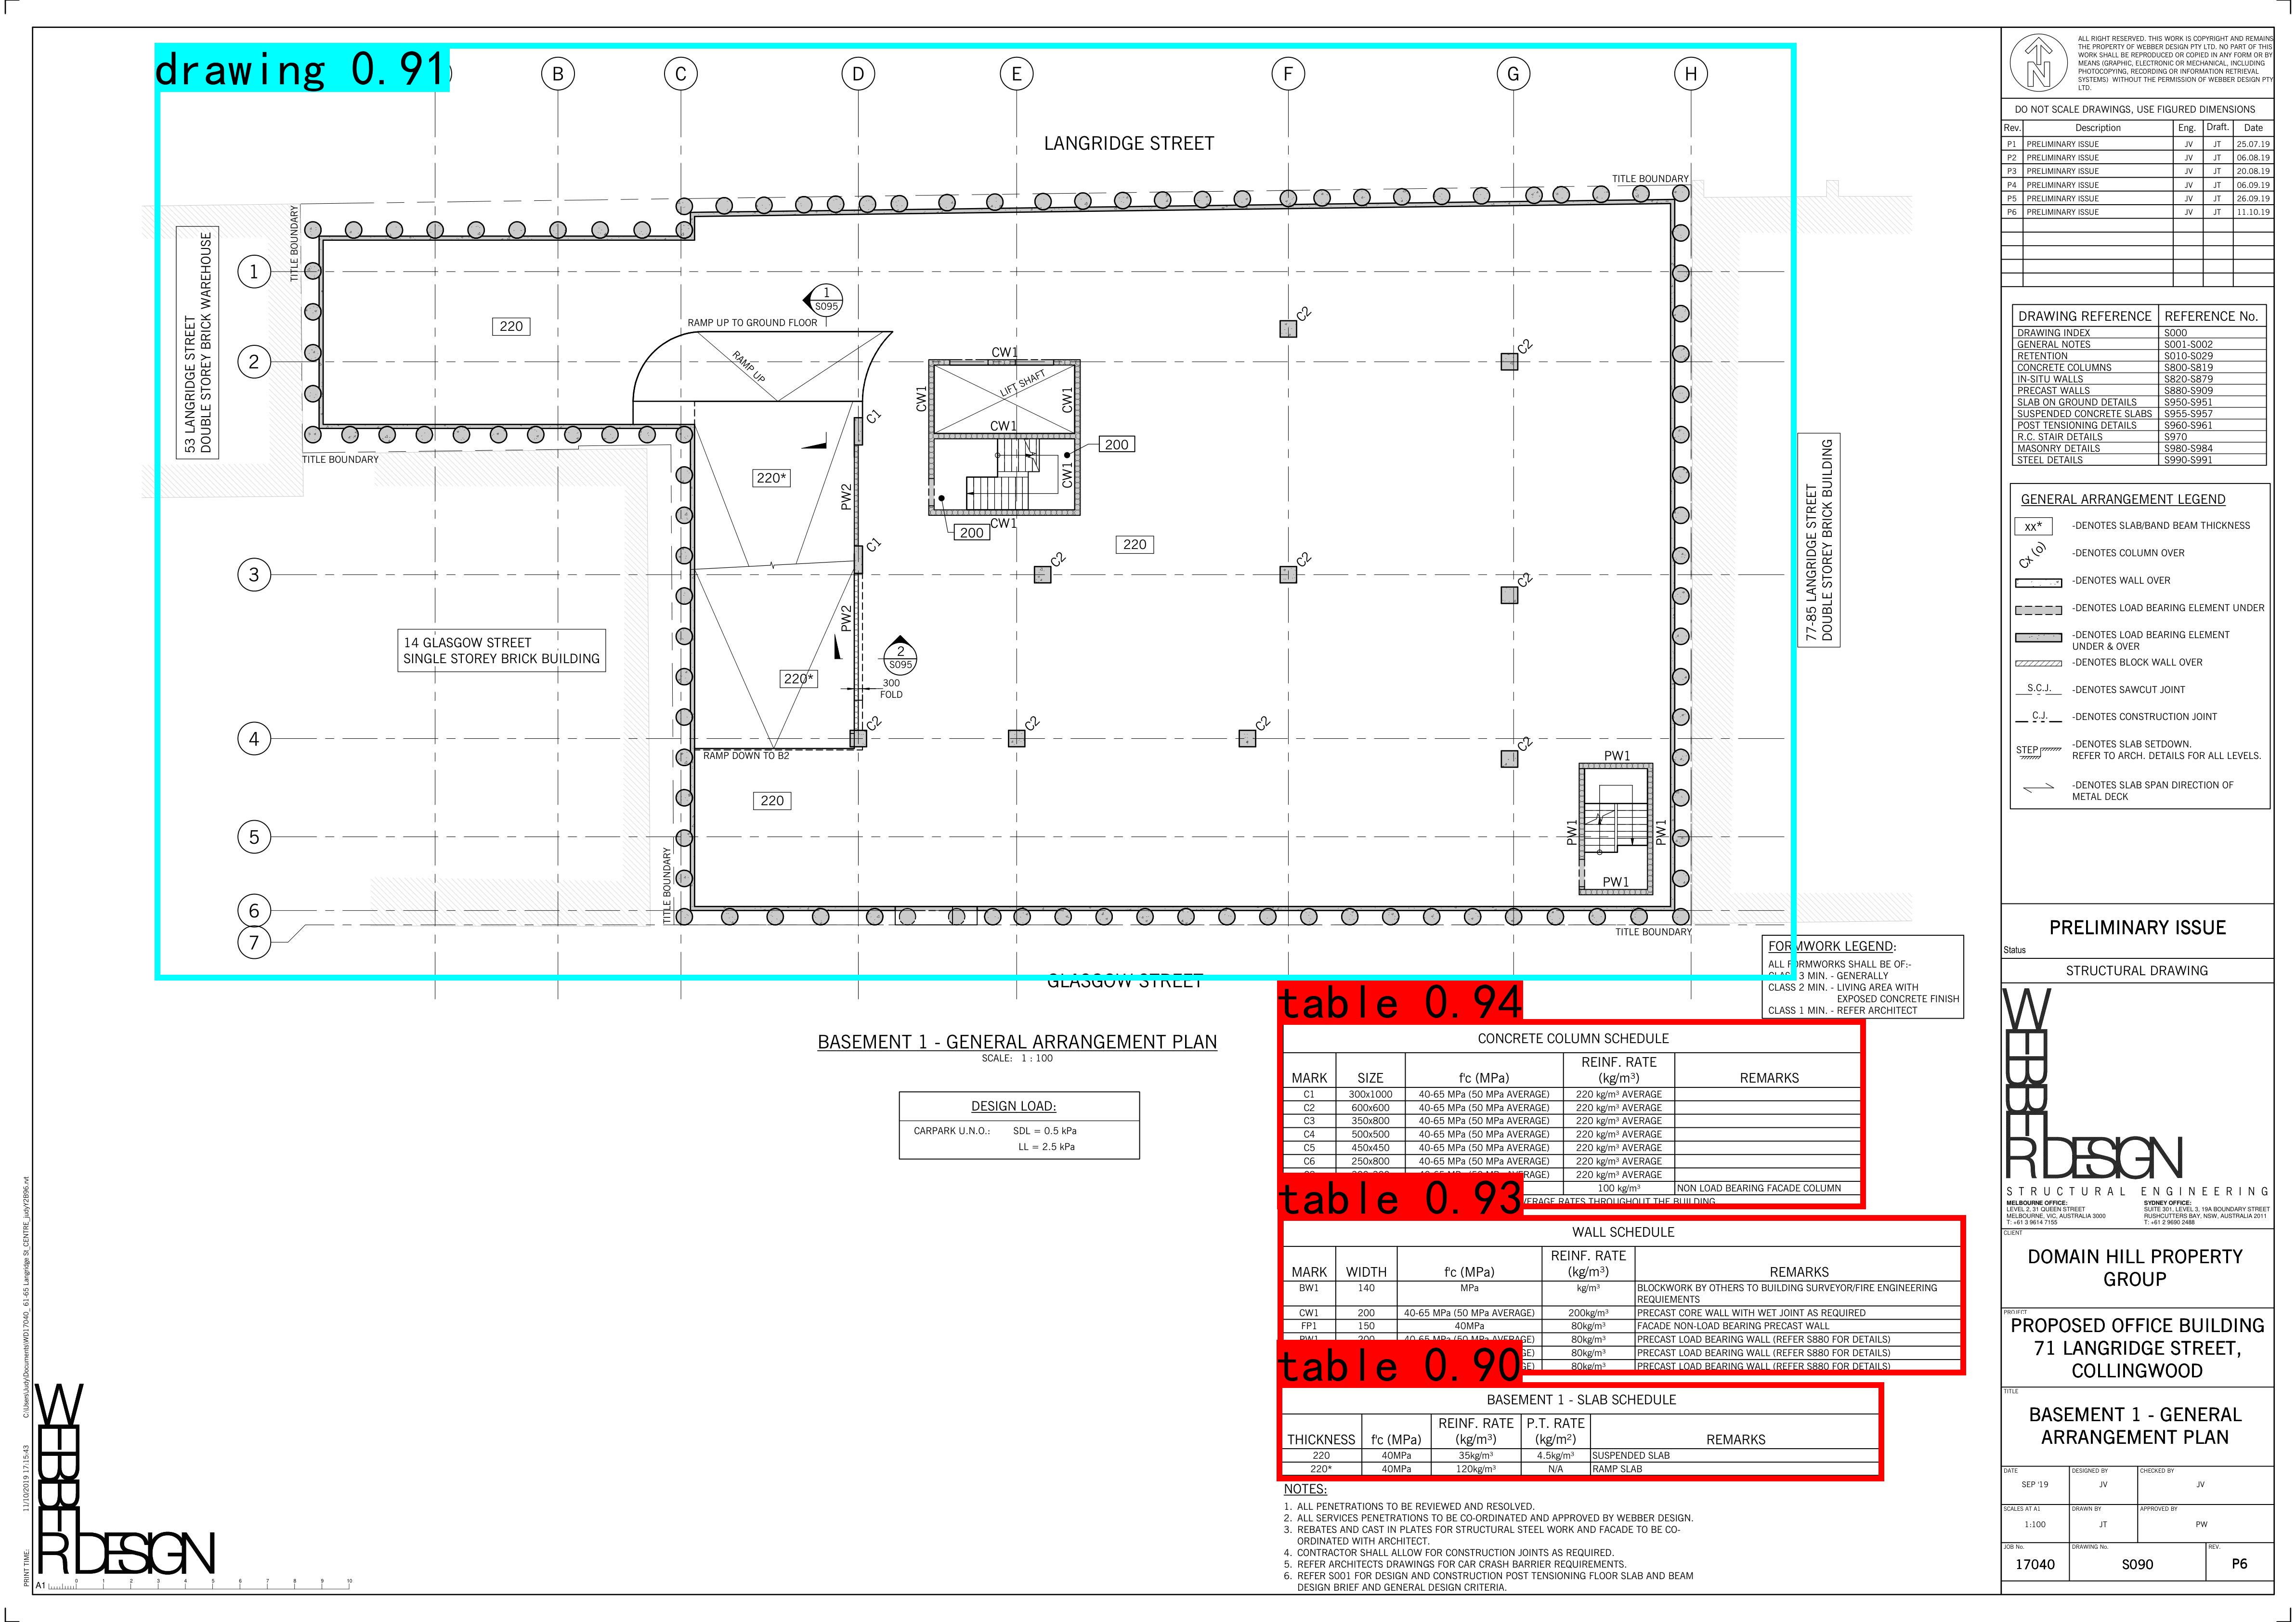 drawing 0.91
B
C
D
E
F
G
H
LANGRIDGE STREET
TITLE BOUNDARY
TITLE BOUNDARY
53 LANGRIDGE STREET
DOUBLE STOREY BRICK WAREHOUSE
1
2
3
4
5
6
7
1
S095
RAMP UP TO GROUND FLOOR
RAMP UP
220
C2
C2
CW1
CW1
LIFT SHAFT
CW1
CW1
CW1
CW1
200
200
C1
220*
PW2
C1
220
C2
C2
C2
TITLE BOUNDARY
14 GLASGOW STREET
SINGLE STOREY BRICK BUILDING
PW2
2
S095
220*
300
FOLD
C2
C2
C2
C2
RAMP DOWN TO B2
220
PW1
PW1
PW1
PW1
77-85 LANGRIDGE STREET
DOUBLE STOREY BRICK BUILDING
TITLE BOUNDARY
TITLE BOUNDARY
GLASGOW STREET
FORMWORK LEGEND:
ALL FORMWORKS SHALL BE OF:-
CLASS 3 MIN. - GENERALLY
CLASS 2 MIN. - LIVING AREA WITH
EXPOSED CONCRETE FINISH
CLASS 1 MIN. - REFER ARCHITECT
BASEMENT 1 - GENERAL ARRANGEMENT PLAN
SCALE: 1 : 100
DESIGN LOAD:
CARPARK U.N.O.: SDL = 0.5 kPa
LL = 2.5 kPa
table 0.94
CONCRETE COLUMN SCHEDULE
MARK SIZE f'c (MPa) REINF. RATE (kg/m³) REMARKS
C1 300x1000 40-65 MPa (50 MPa AVERAGE) 220 kg/m³ AVERAGE
C2 600x600 40-65 MPa (50 MPa AVERAGE) 220 kg/m³ AVERAGE
C3 350x800 40-65 MPa (50 MPa AVERAGE) 220 kg/m³ AVERAGE
C4 500x500 40-65 MPa (50 MPa AVERAGE) 220 kg/m³ AVERAGE
C5 450x450 40-65 MPa (50 MPa AVERAGE) 220 kg/m³ AVERAGE
C6 250x800 40-65 MPa (50 MPa AVERAGE) 220 kg/m³ AVERAGE
220 kg/m³ AVERAGE
100 kg/m³ NON LOAD BEARING FACADE COLUMN
RATES THROUGHOUT THE BUILDING
table 0.93
WALL SCHEDULE
MARK WIDTH f'c (MPa) REINF. RATE (kg/m³) REMARKS
BW1 140 MPa kg/m³ BLOCKWORK BY OTHERS TO BUILDING SURVEYOR/FIRE ENGINEERING
REQUIEMENTS
CW1 200 40-65 MPa (50 MPa AVERAGE) 200kg/m³ PRECAST CORE WALL WITH WET JOINT AS REQUIRED
FP1 150 40MPa 80kg/m³ FACADE NON-LOAD BEARING PRECAST WALL
PW1 200 40-65 MPa (50 MPa AVERAGE) 80kg/m³ PRECAST LOAD BEARING WALL (REFER S880 FOR DETAILS)
80kg/m³ PRECAST LOAD BEARING WALL (REFER S880 FOR DETAILS)
80kg/m³ PRECAST LOAD BEARING WALL (REFER S880 FOR DETAILS)
table 0.90
BASEMENT 1 - SLAB SCHEDULE
THICKNESS f'c (MPa) REINF. RATE (kg/m³) P.T. RATE (kg/m²) REMARKS
220 40MPa 35kg/m³ 4.5kg/m³ SUSPENDED SLAB
220* 40MPa 120kg/m³ N/A RAMP SLAB
NOTES:
1. ALL PENETRATIONS TO BE REVIEWED AND RESOLVED.
2. ALL SERVICES PENETRATIONS TO BE CO-ORDINATED AND APPROVED BY WEBBER DESIGN.
3. REBATES AND CAST IN PLATES FOR STRUCTURAL STEEL WORK AND FACADE TO BE CO-
ORDINATED WITH ARCHITECT.
4. CONTRACTOR SHALL ALLOW FOR CONSTRUCTION JOINTS AS REQUIRED.
5. REFER ARCHITECTS DRAWINGS FOR CAR CRASH BARRIER REQUIREMENTS.
6. REFER S001 FOR DESIGN AND CONSTRUCTION POST TENSIONING FLOOR SLAB AND BEAM
DESIGN BRIEF AND GENERAL DESIGN CRITERIA.
PRINT TIME: 11/10/2019 17:15:43 C:\Users\Judy\Documents\WD17040_ 61-65 Langridge St_CENTRE_judyY2B96.rvt
WEBBER DESIGN
A1 0 1 2 3 4 5 6 7 8 9 10
N
ALL RIGHT RESERVED. THIS WORK IS COPYRIGHT AND REMAINS
THE PROPERTY OF WEBBER DESIGN PTY LTD. NO PART OF THIS
WORK SHALL BE REPRODUCED OR COPIED IN ANY FORM OR BY
MEANS (GRAPHIC, ELECTRONIC OR MECHANICAL, INCLUDING
PHOTOCOPYING, RECORDING OR INFORMATION RETRIEVAL
SYSTEMS) WITHOUT THE PERMISSION OF WEBBER DESIGN PTY
LTD.
DO NOT SCALE DRAWINGS, USE FIGURED DIMENSIONS
Rev. Description Eng. Draft. Date
P1 PRELIMINARY ISSUE JV JT 25.07.19
P2 PRELIMINARY ISSUE JV JT 06.08.19
P3 PRELIMINARY ISSUE JV JT 20.08.19
P4 PRELIMINARY ISSUE JV JT 06.09.19
P5 PRELIMINARY ISSUE JV JT 26.09.19
P6 PRELIMINARY ISSUE JV JT 11.10.19
DRAWING REFERENCE REFERENCE No.
DRAWING INDEX S000
GENERAL NOTES S001-S002
RETENTION S010-S029
CONCRETE COLUMNS S800-S819
IN-SITU WALLS S820-S879
PRECAST WALLS S880-S909
SLAB ON GROUND DETAILS S950-S951
SUSPENDED CONCRETE SLABS S955-S957
POST TENSIONING DETAILS S960-S961
R.C. STAIR DETAILS S970
MASONRY DETAILS S980-S984
STEEL DETAILS S990-S991
GENERAL ARRANGEMENT LEGEND
xx* -DENOTES SLAB/BAND BEAM THICKNESS
Cx (o) -DENOTES COLUMN OVER
-DENOTES WALL OVER
-DENOTES LOAD BEARING ELEMENT UNDER
-DENOTES LOAD BEARING ELEMENT
UNDER & OVER
-DENOTES BLOCK WALL OVER
S.C.J. -DENOTES SAWCUT JOINT
C.J. -DENOTES CONSTRUCTION JOINT
STEP -DENOTES SLAB SETDOWN.
REFER TO ARCH. DETAILS FOR ALL LEVELS.
-DENOTES SLAB SPAN DIRECTION OF
METAL DECK
PRELIMINARY ISSUE
Status
STRUCTURAL DRAWING
WEBBER DESIGN
STRUCTURAL ENGINEERING
MELBOURNE OFFICE:
LEVEL 2, 31 QUEEN STREET
MELBOURNE, VIC, AUSTRALIA 3000
T: +61 3 9614 7155
SYDNEY OFFICE:
SUITE 301, LEVEL 3, 19A BOUNDARY STREET
RUSHCUTTERS BAY, NSW, AUSTRALIA 2011
T: +61 2 9690 2488
CLIENT
DOMAIN HILL PROPERTY
GROUP
PROJECT
PROPOSED OFFICE BUILDING
71 LANGRIDGE STREET,
COLLINGWOOD
TITLE
BASEMENT 1 - GENERAL
ARRANGEMENT PLAN
DATE DESIGNED BY CHECKED BY
SEP '19 JV JV
SCALES AT A1 DRAWN BY APPROVED BY
1:100 JT PW
JOB No. DRAWING No. REV.
17040 S090 P6